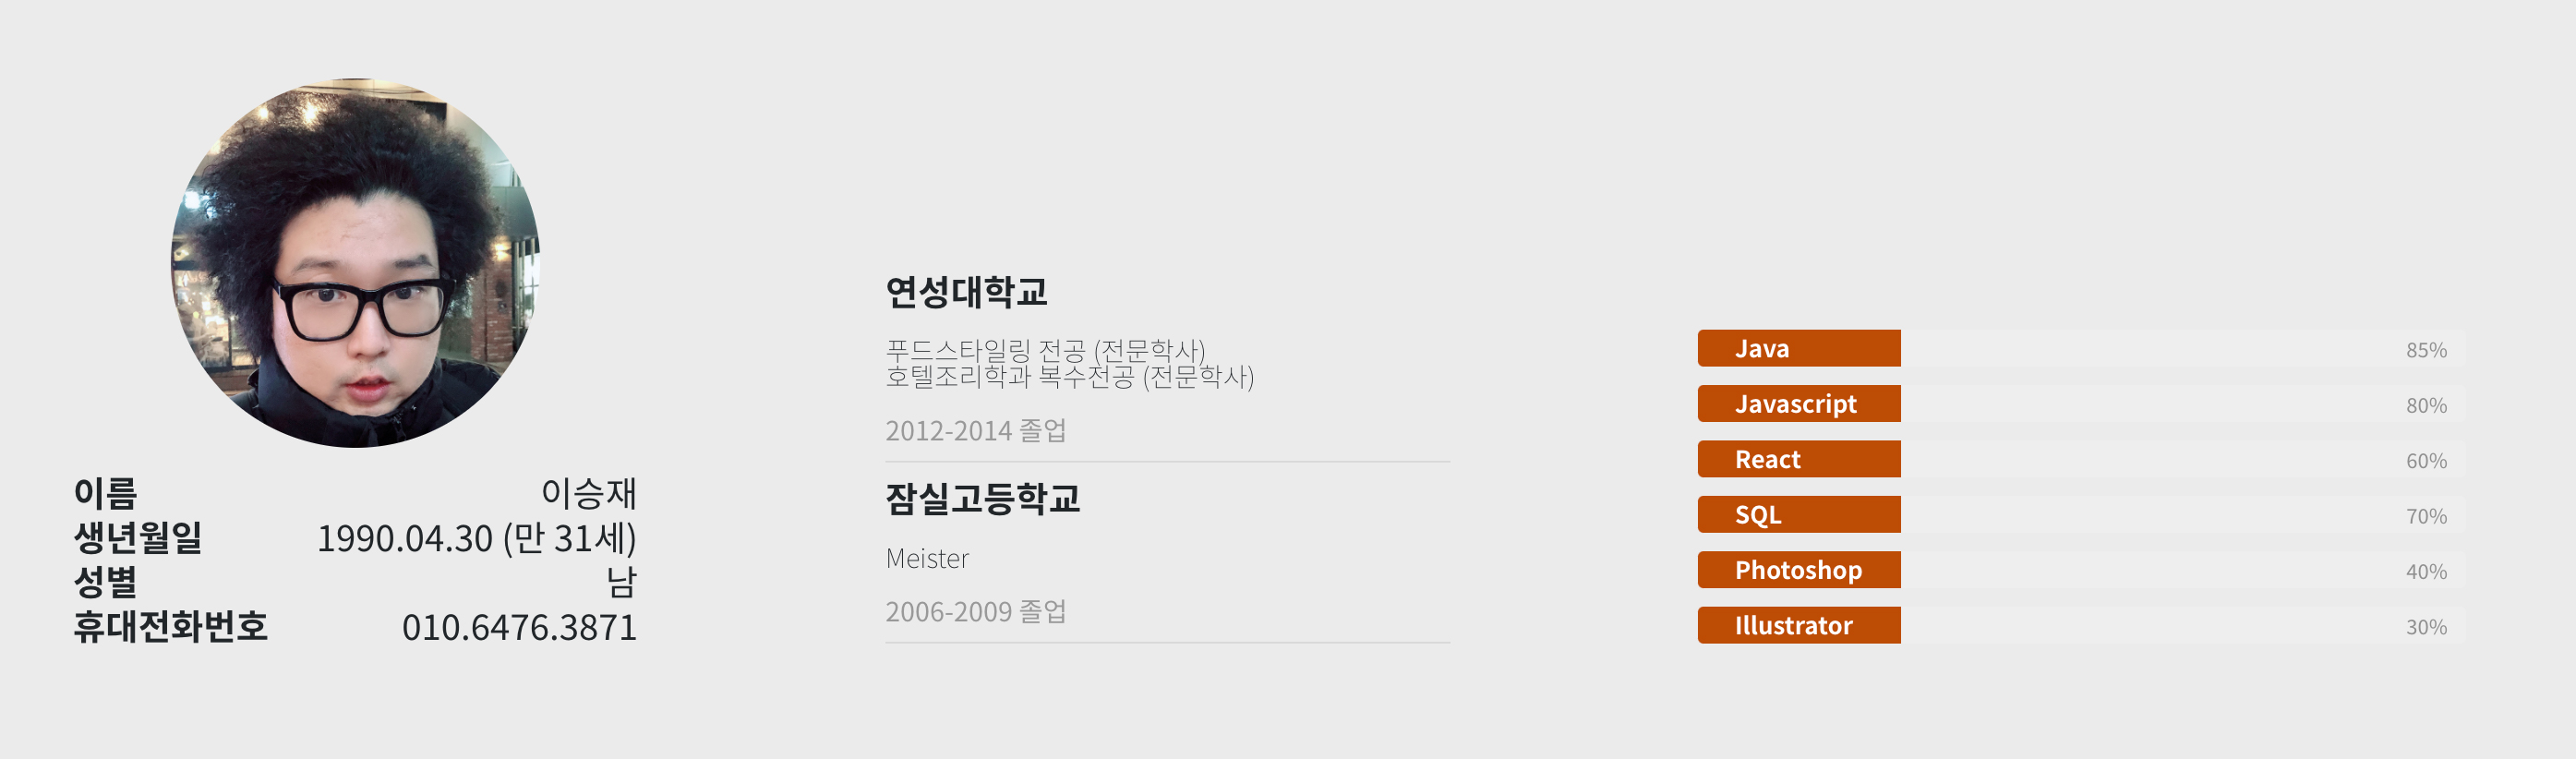 이름 이승재
생년월일 1990.04.30 (만 31세)
성별 남
휴대전화번호 010.6476.3871
연성대학교
푸드스타일링 전공 (전문학사)
호텔조리학과 복수전공 (전문학사)
2012-2014 졸업
잠실고등학교
Meister
2006-2009 졸업
Java 85%
Javascript 80%
React 60%
SQL 70%
Photoshop 40%
Illustrator 30%